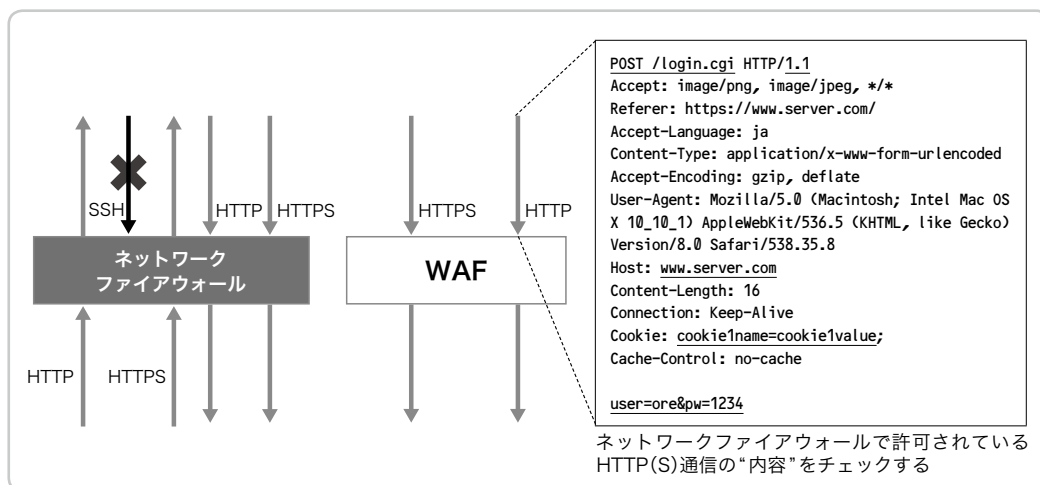 SSH
HTTP
HTTPS
ネットワーク
ファイアウォール
HTTP
HTTPS
HTTPS
HTTP
WAF
POST /login.cgi HTTP/1.1
Accept: image/png, image/jpeg, */*
Referer: https://www.server.com/
Accept-Language: ja
Content-Type: application/x-www-form-urlencoded
Accept-Encoding: gzip, deflate
User-Agent: Mozilla/5.0 (Macintosh; Intel Mac OS
X 10_10_1) AppleWebKit/536.5 (KHTML, like Gecko)
Version/8.0 Safari/538.35.8
Host: www.server.com
Content-Length: 16
Connection: Keep-Alive
Cookie: cookie1name=cookie1value;
Cache-Control: no-cache
user=ore&pw=1234
ネットワークファイアウォールで許可されている
HTTP(S)通信の“内容”をチェックする